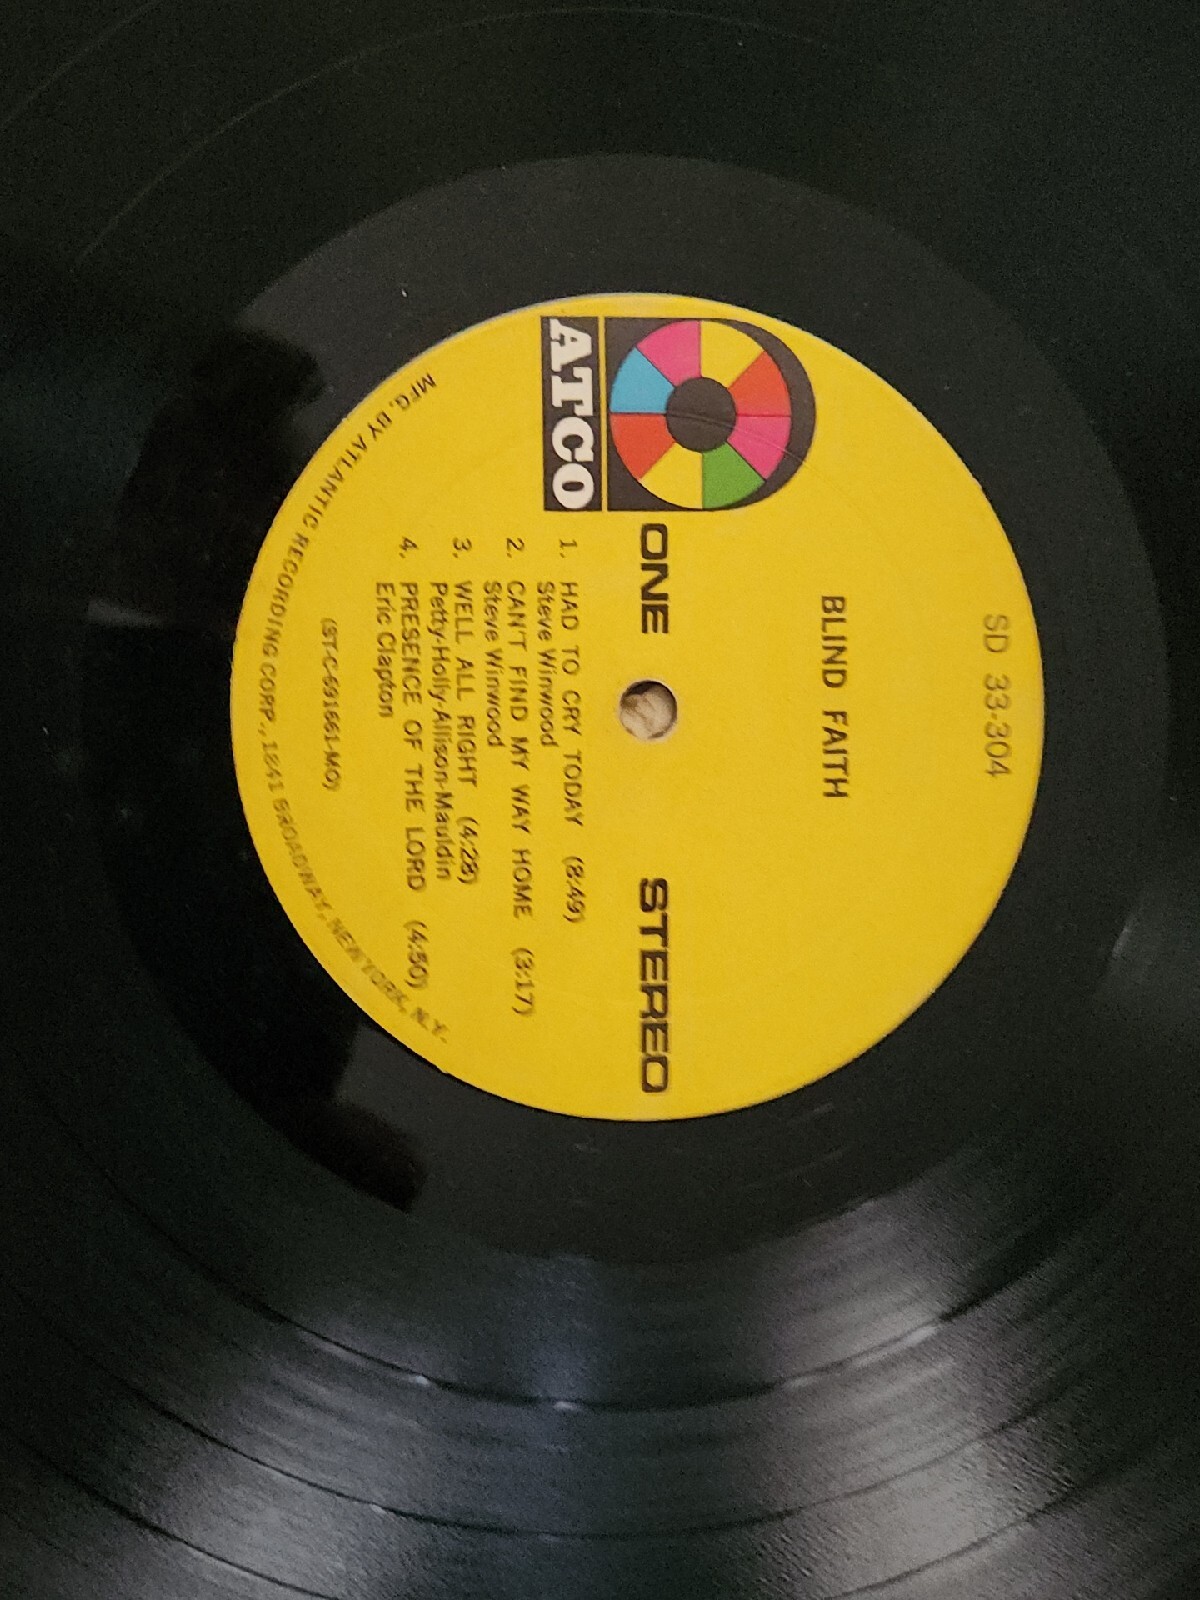 SD 33-304
BLIND FAITH
ATCO
ONE STEREO
1. HAD TO CRY TODAY (8:49)
Steve Winwood
2. CAN'T FIND MY WAY HOME (3:17)
Steve Winwood
3. WELL ALL RIGHT (4:28)
Petty-Holly-Allison-Mauldin
4. PRESENCE OF THE LORD (4:50)
Eric Clapton
(ST-C-691661-MO)
MFG. BY ATLANTIC RECORDING CORP., 1841 BROADWAY, NEW YORK, N.Y.